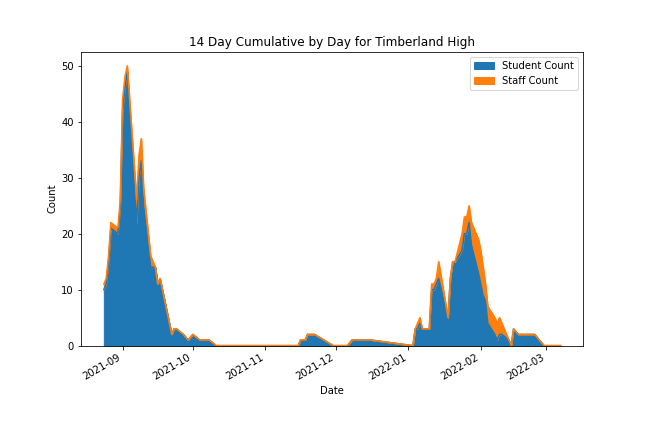 14 Day Cumulative by Day for Timberland High
Student Count
Staff Count
Count
50
40
30
20
10
0
2021-09
2021-10
2021-11
2021-12
2022-01
2022-02
2022-03
Date